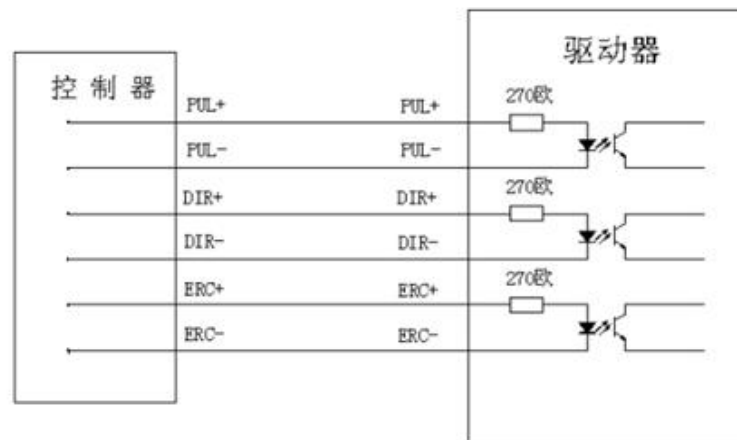 驱动器
控 制 器
270欧
PUL+ PUL+
PUL- PUL-
270欧
DIR+ DIR+
DIR- DIR-
270欧
ERC+ ERC+
ERC- ERC-